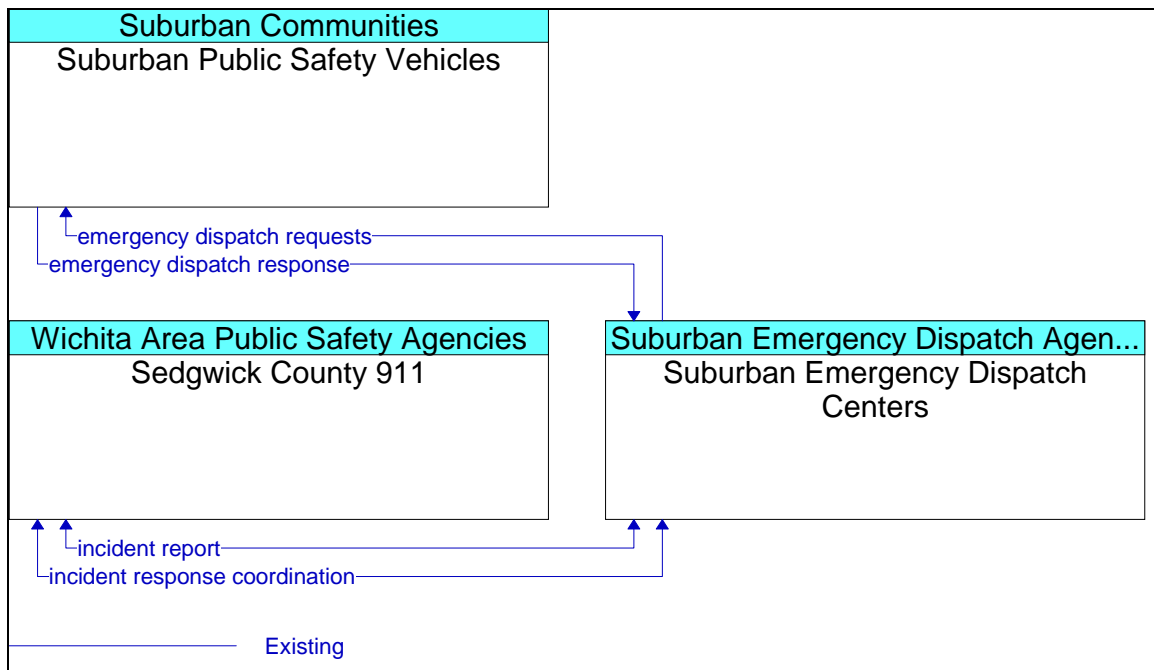 Suburban Communities
Suburban Public Safety Vehicles
emergency dispatch requests
emergency dispatch response
Wichita Area Public Safety Agencies
Sedgwick County 911
Suburban Emergency Dispatch Agen...
Suburban Emergency Dispatch
Centers
incident report
incident response coordination
Existing